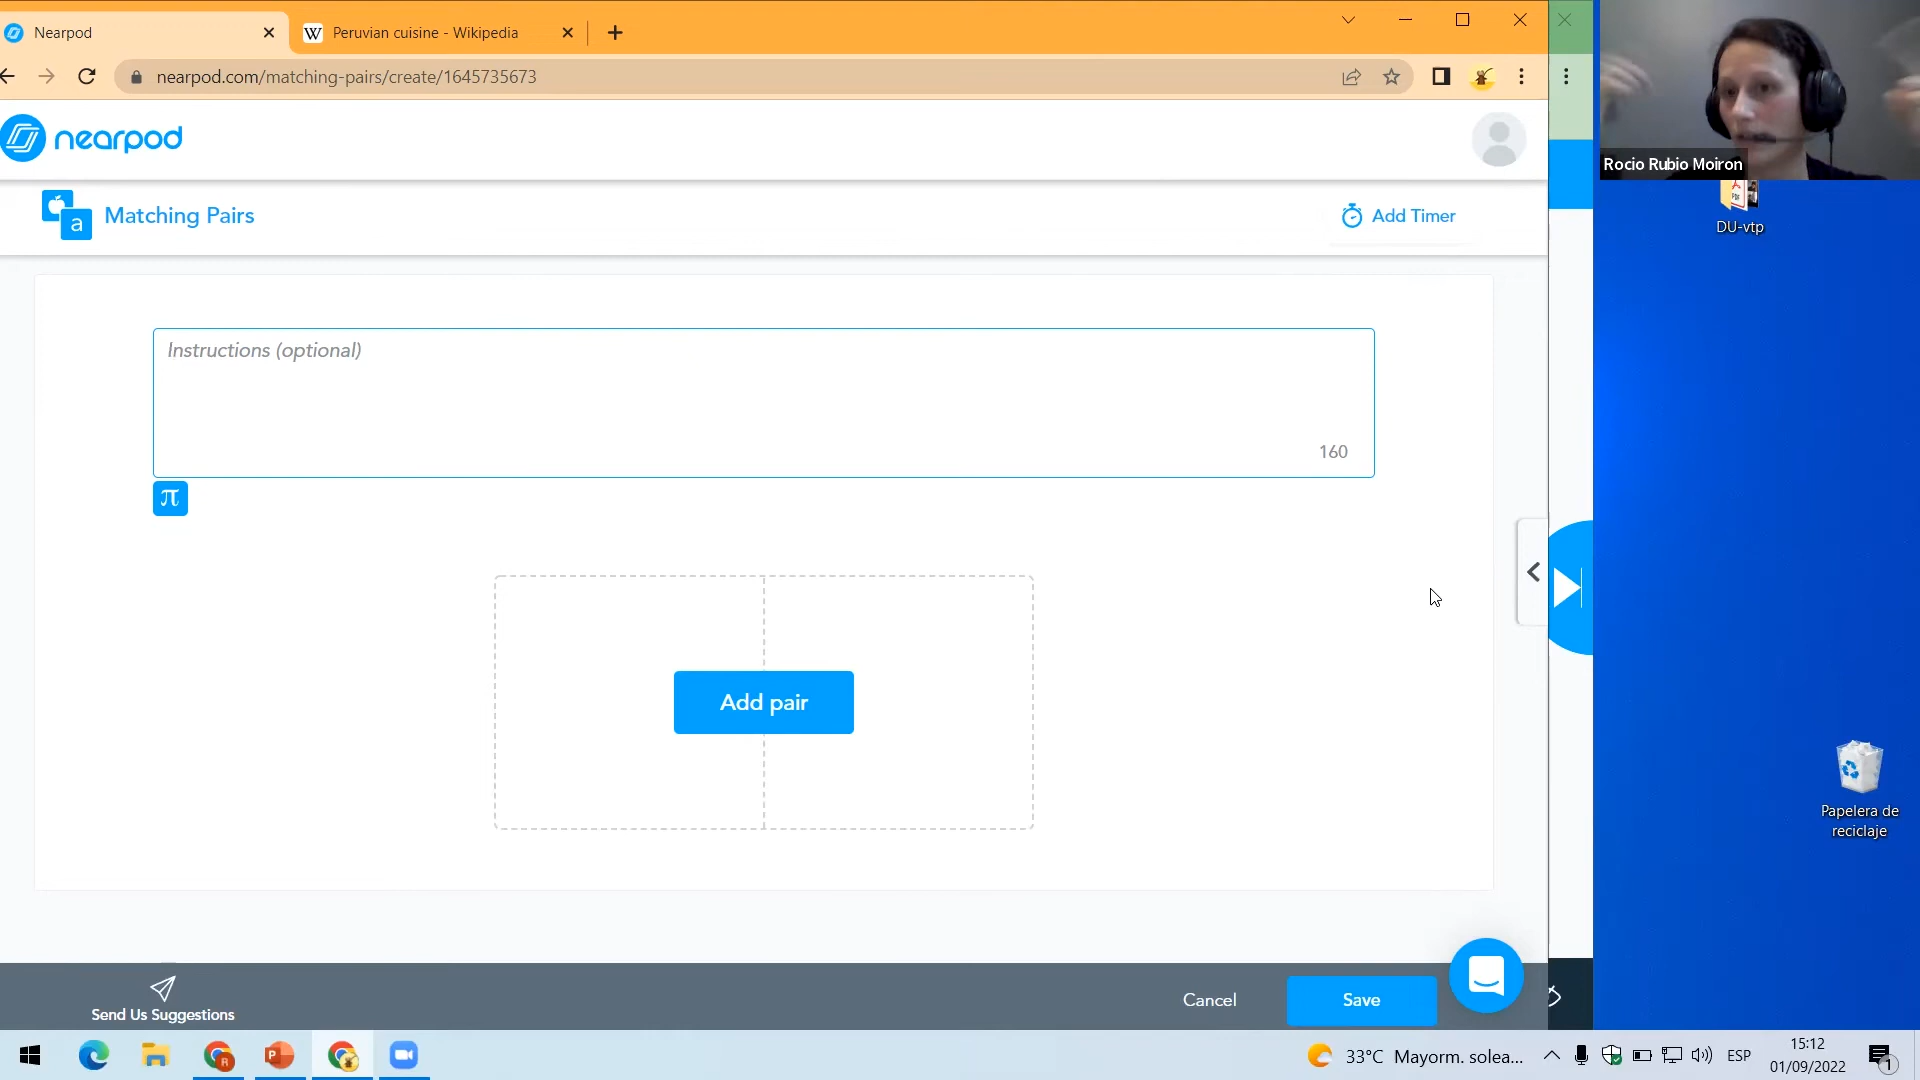 Nearpod
W Peruvian cuisine - Wikipedia
nearpod.com/matching-pairs/create/1645735673
nearpod
Rocio Rubio Moiron
a Matching Pairs
Add Timer
PDF
DU-vtp
Instructions (optional)
160
π
Add pair
Papelera de
reciclaje
Send Us Suggestions
Cancel
Save
R
P
33°C Mayorm. solea...
ESP
15:12
01/09/2022
1